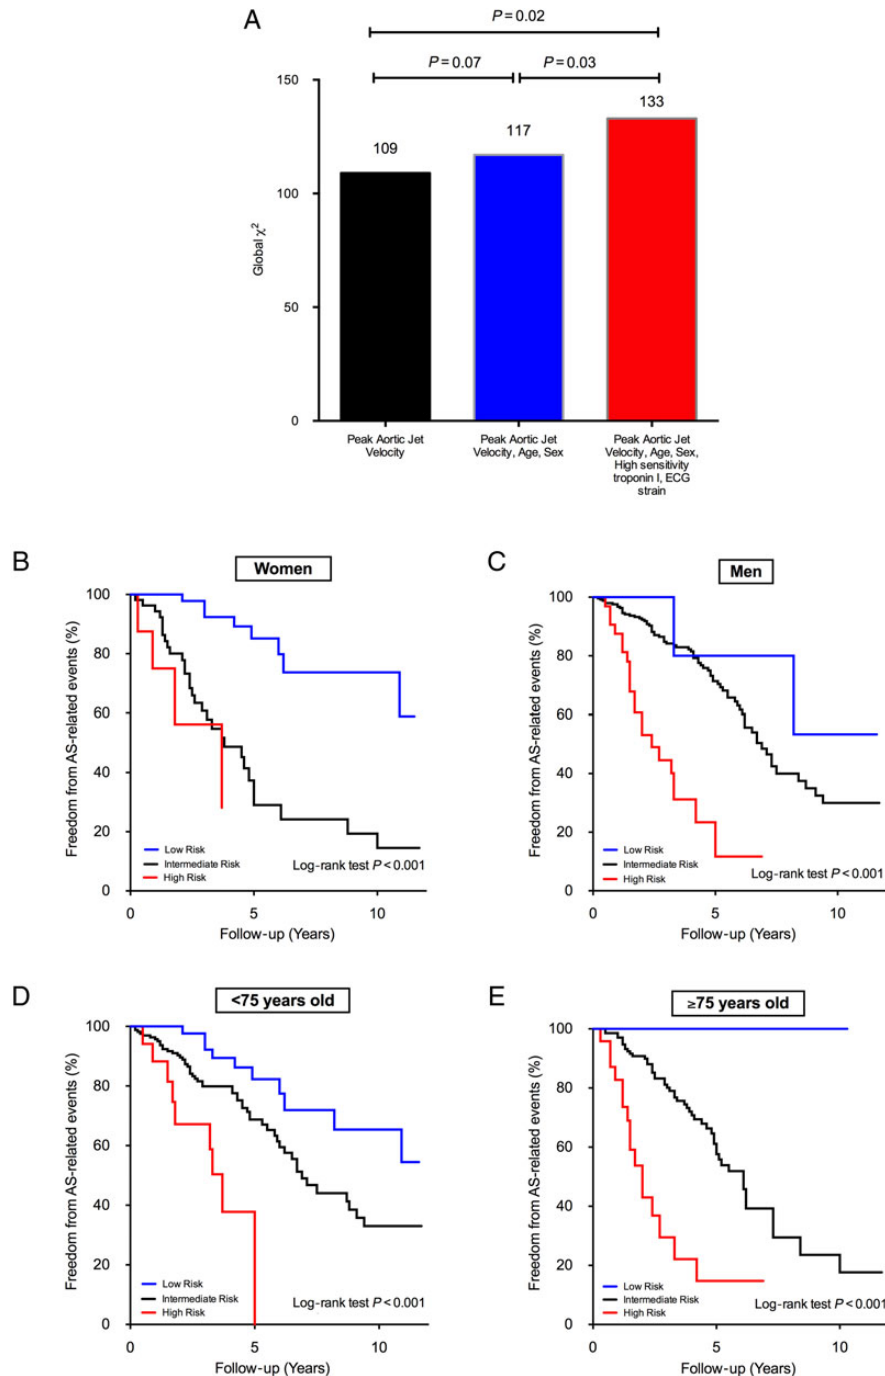 A
P = 0.02
P = 0.07
P = 0.03
150
133
117
109
100
Global χ²
50
0
Peak Aortic Jet
Velocity
Peak Aortic Jet
Velocity, Age, Sex
Peak Aortic Jet
Velocity, Age, Sex,
High sensitivity
troponin I, ECG
strain
B
Women
Freedom from AS-related events (%)
100
80
60
40
20
0
Low Risk
Intermediate Risk
High Risk
Log-rank test P < 0.001
0 5 10
Follow-up (Years)
C
Men
Freedom from AS-related events (%)
100
80
60
40
20
0
Low Risk
Intermediate Risk
High Risk
Log-rank test P < 0.001
0 5 10
Follow-up (Years)
D
<75 years old
Freedom from AS-related events (%)
100
80
60
40
20
0
Low Risk
Intermediate Risk
High Risk
Log-rank test P < 0.001
0 5 10
Follow-up (Years)
E
≥75 years old
Freedom from AS-related events (%)
100
80
60
40
20
0
Low Risk
Intermediate Risk
High Risk
Log-rank test P < 0.001
0 5 10
Follow-up (Years)